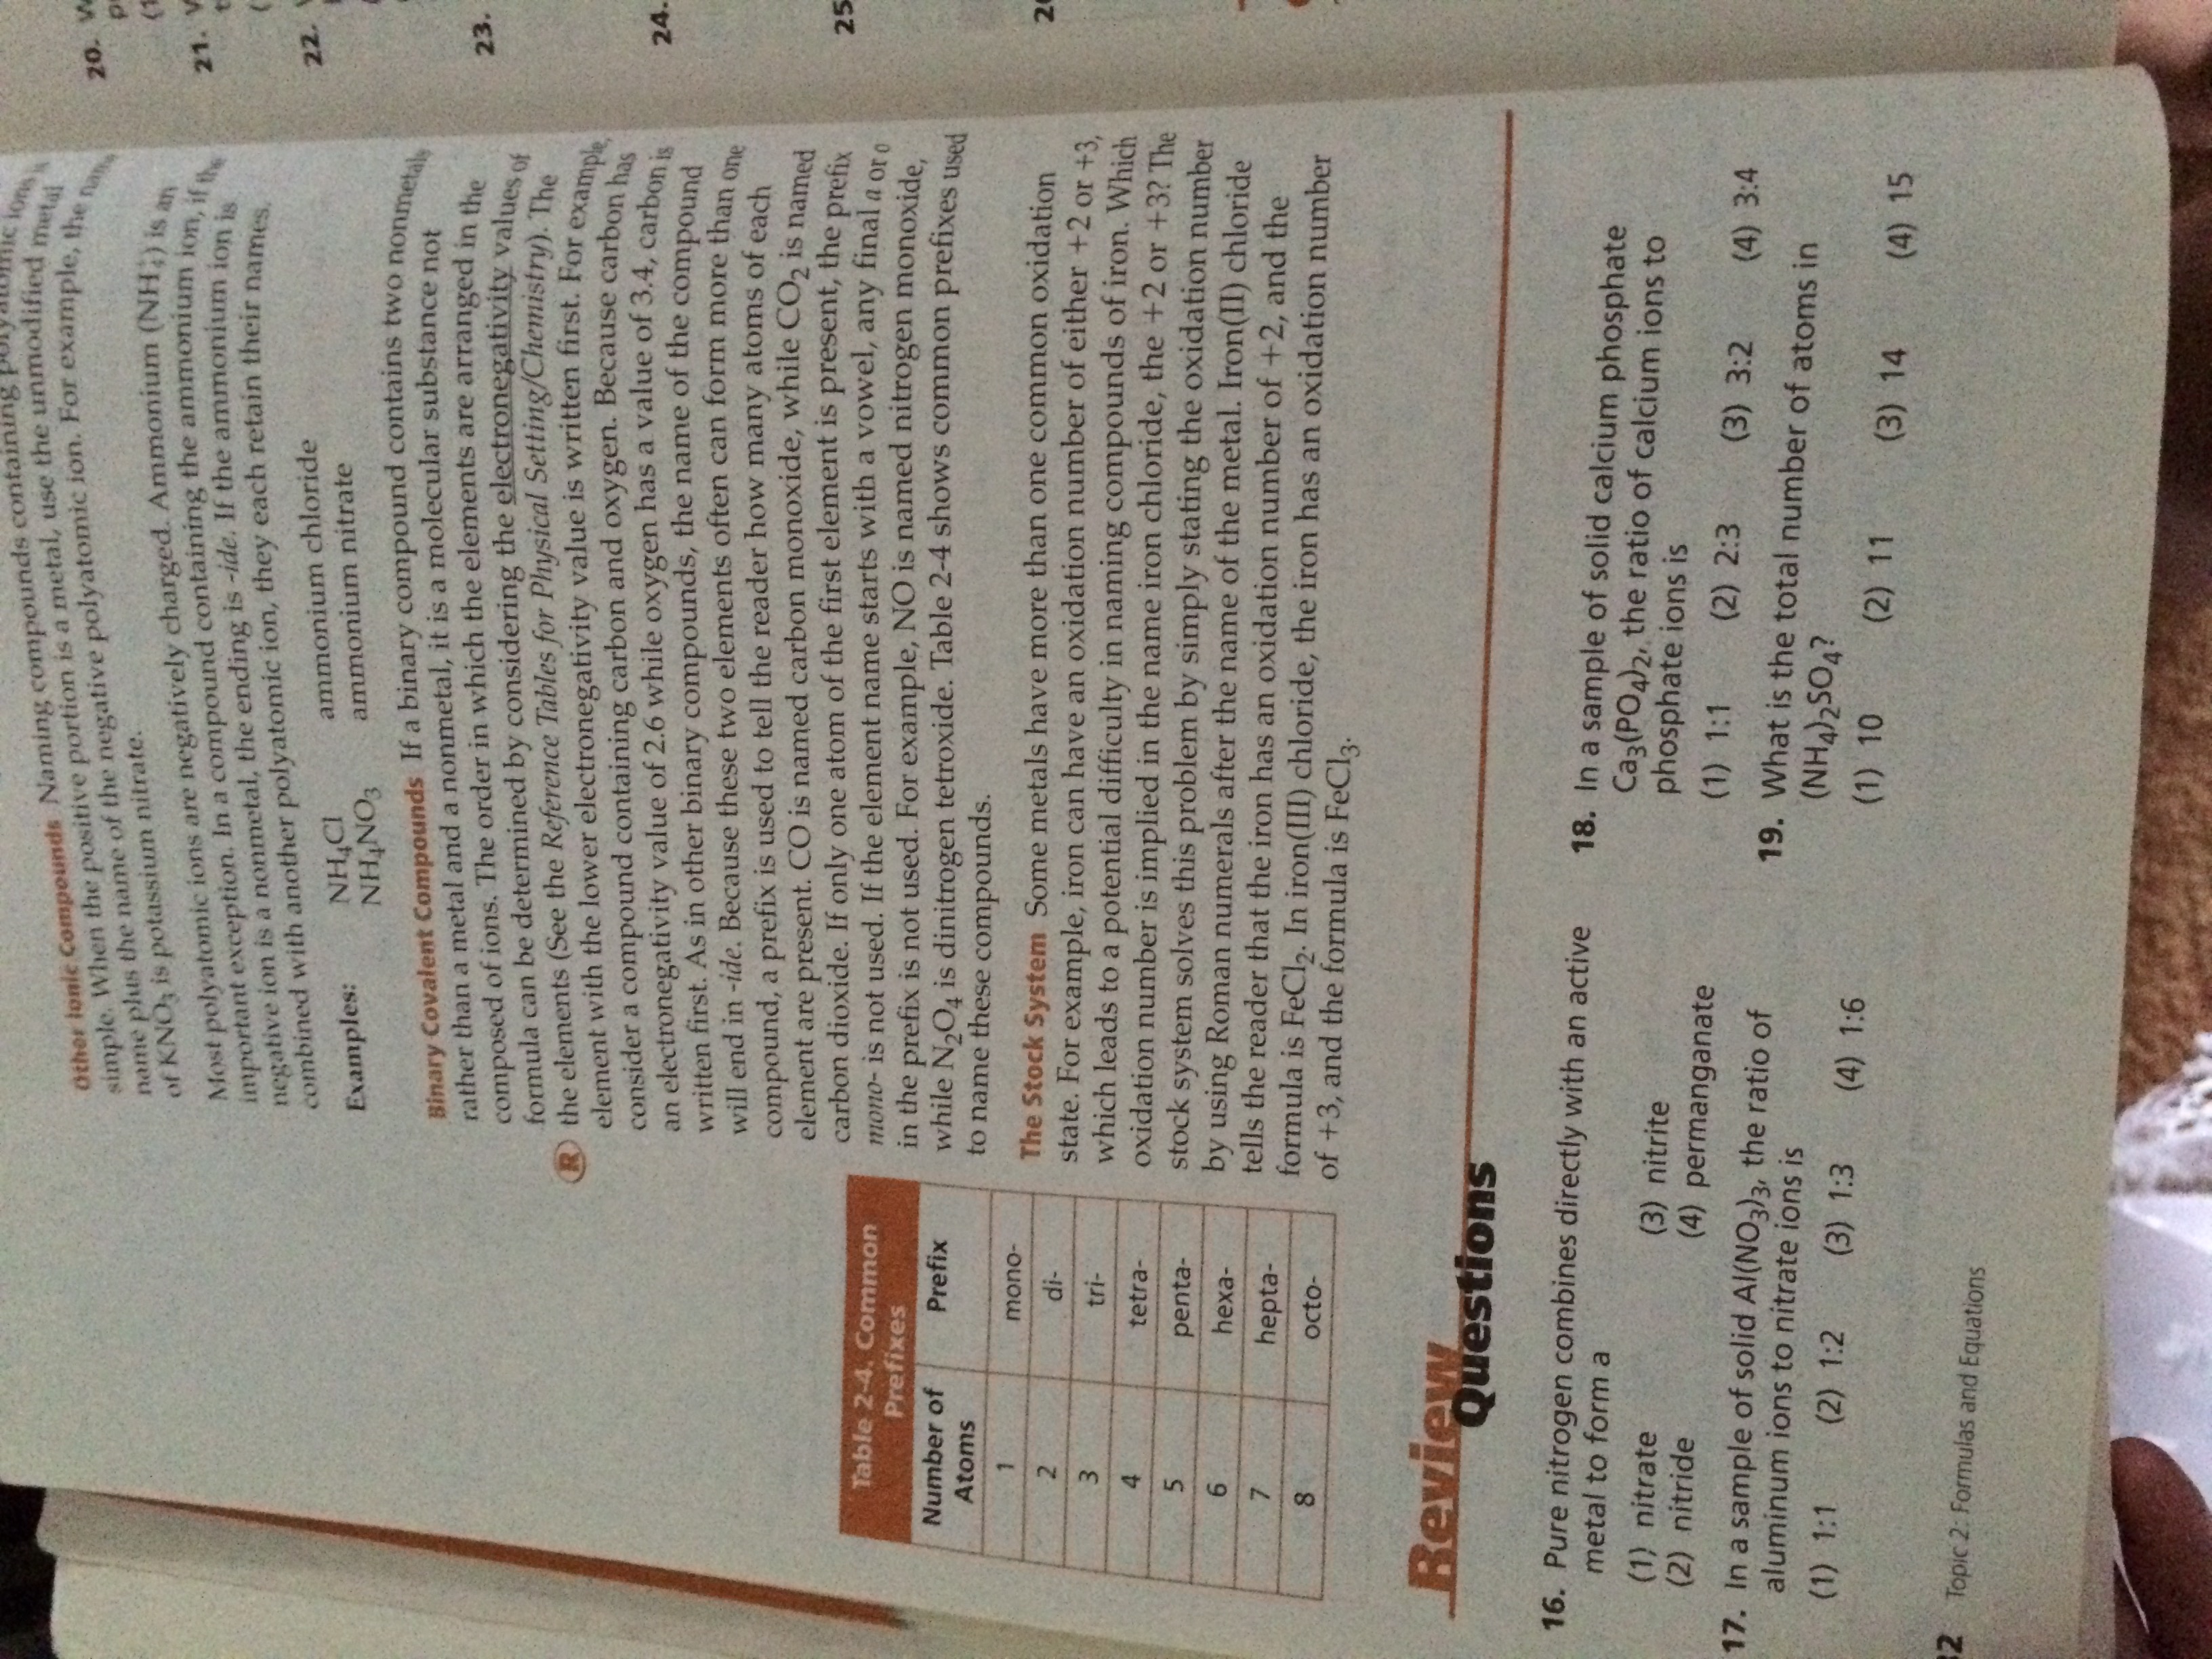 Other Ionic Compounds Naming compounds containing polyatomic ions is
simple. When the positive portion is a metal, use the unmodified metal
name plus the name of the negative polyatomic ion. For example, the name
of KNO₃ is potassium nitrate.
Most polyatomic ions are negatively charged. Ammonium (NH₄⁺) is an
important exception. In a compound containing the ammonium ion, if the
negative ion is a nonmetal, the ending is -ide. If the ammonium ion is
combined with another polyatomic ion, they each retain their names.
Examples: NH₄Cl ammonium chloride
NH₄NO₃ ammonium nitrate
Binary Covalent Compounds If a binary compound contains two nonmetals
rather than a metal and a nonmetal, it is a molecular substance not
composed of ions. The order in which the elements are arranged in the
formula can be determined by considering the electronegativity values of
R the elements (See the Reference Tables for Physical Setting/Chemistry). The
element with the lower electronegativity value is written first. For example,
consider a compound containing carbon and oxygen. Because carbon has
an electronegativity value of 2.6 while oxygen has a value of 3.4, carbon is
written first. As in other binary compounds, the name of the compound
will end in -ide. Because these two elements often can form more than one
compound, a prefix is used to tell the reader how many atoms of each
element are present. CO is named carbon monoxide, while CO₂ is named
carbon dioxide. If only one atom of the first element is present, the prefix
mono- is not used. If the element name starts with a vowel, any final a or o
in the prefix is not used. For example, NO is named nitrogen monoxide,
while N₂O₄ is dinitrogen tetroxide. Table 2-4 shows common prefixes used
to name these compounds.
Table 2-4. Common
Prefixes
Number of Prefix
Atoms
1 mono-
2 di-
3 tri-
4 tetra-
5 penta-
6 hexa-
7 hepta-
8 octo-
The Stock System Some metals have more than one common oxidation
state. For example, iron can have an oxidation number of either +2 or +3,
which leads to a potential difficulty in naming compounds of iron. Which
oxidation number is implied in the name iron chloride, the +2 or +3? The
stock system solves this problem by simply stating the oxidation number
by using Roman numerals after the name of the metal. Iron(II) chloride
tells the reader that the iron has an oxidation number of +2, and the
formula is FeCl₂. In iron(III) chloride, the iron has an oxidation number
of +3, and the formula is FeCl₃.
Review
Questions
16. Pure nitrogen combines directly with an active
metal to form a
(1) nitrate (3) nitrite
(2) nitride (4) permanganate
17. In a sample of solid Al(NO₃)₃, the ratio of
aluminum ions to nitrate ions is
(1) 1:1 (2) 1:2 (3) 1:3 (4) 1:6
18. In a sample of solid calcium phosphate
Ca₃(PO₄)₂, the ratio of calcium ions to
phosphate ions is
(1) 1:1 (2) 2:3 (3) 3:2 (4) 3:4
19. What is the total number of atoms in
(NH₄)₂SO₄?
(1) 10 (2) 11 (3) 14 (4) 15
Topic 2: Formulas and Equations
20.
21.
22.
23.
24.
25